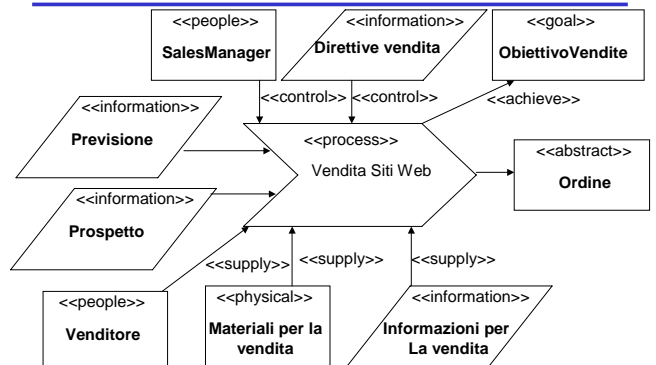 <<people>>
SalesManager
<<information>>
Direttive vendita
<<goal>>
ObiettivoVendite
<<control>>
<<control>>
<<achieve>>
<<information>>
Previsione
<<process>>
Vendita Siti Web
<<abstract>>
Ordine
<<information>>
Prospetto
<<supply>>
<<supply>>
<<supply>>
<<people>>
Venditore
<<physical>>
Materiali per la
vendita
<<information>>
Informazioni per
La vendita